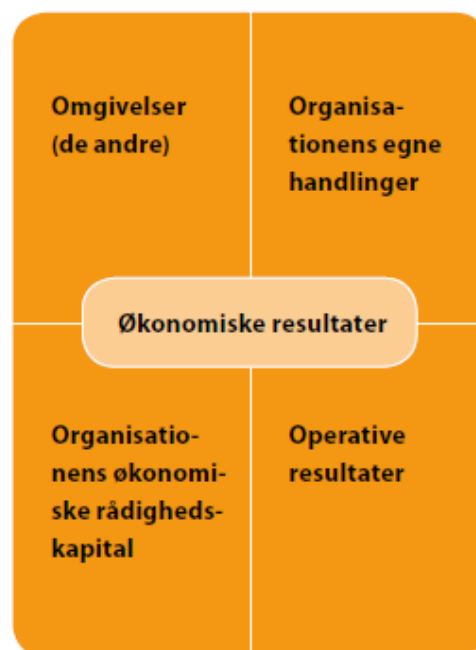 Omgivelser
(de andre)
Organisa-
tionens egne
handlinger
Økonomiske resultater
Organisatio-
nens økonomi-
ske rådigheds-
kapital
Operative
resultater